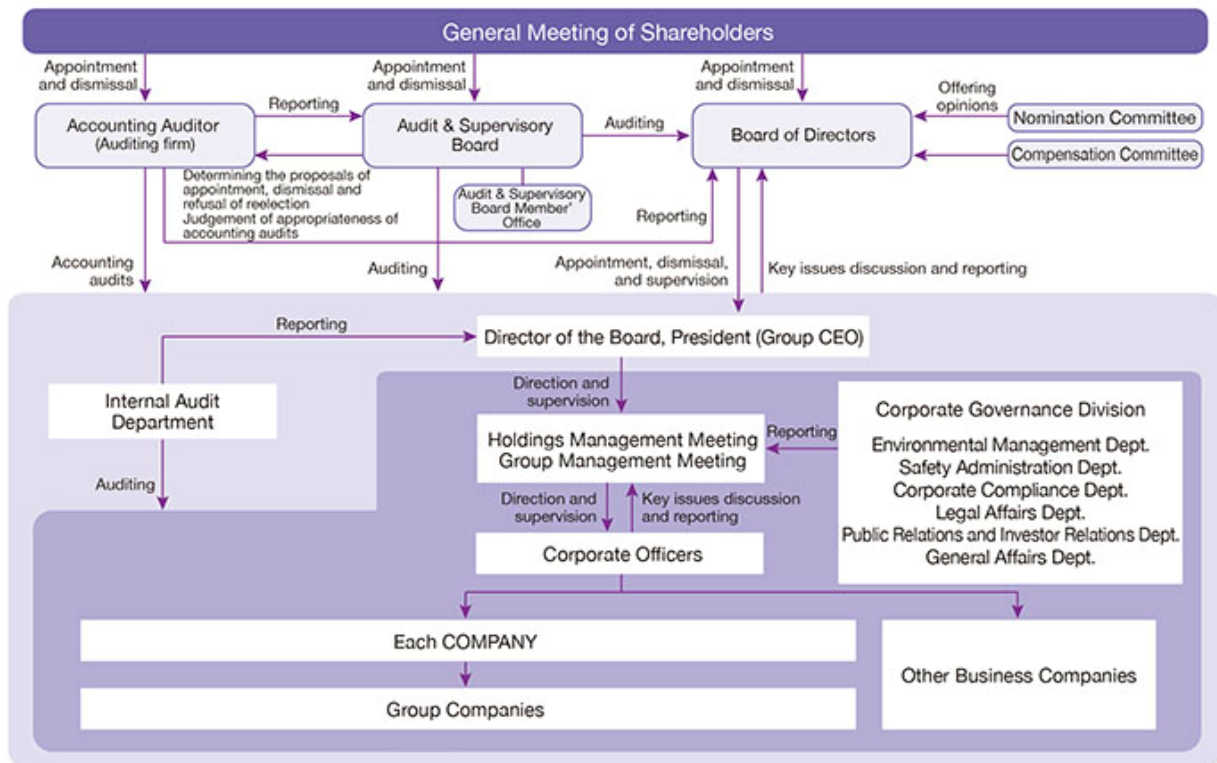 General Meeting of Shareholders
Appointment
and dismissal
Appointment
and dismissal
Appointment
and dismissal
Reporting
Offering
opinions
Accounting Auditor
(Auditing firm)
Audit & Supervisory
Board
Auditing
Board of Directors
Nomination Committee
Compensation Committee
Determining the proposals of
appointment, dismissal and
refusal of reelection
Judgement of appropriateness of
accounting audits
Audit & Supervisory
Board Member'
Office
Reporting
Accounting
audits
Auditing
Appointment, dismissal,
and supervision
Key issues discussion and reporting
Reporting
Director of the Board, President (Group CEO)
Internal Audit
Department
Direction and
supervision
Corporate Governance Division
Holdings Management Meeting
Group Management Meeting
Reporting
Environmental Management Dept.
Safety Administration Dept.
Corporate Compliance Dept.
Legal Affairs Dept.
Public Relations and Investor Relations Dept.
General Affairs Dept.
Auditing
Direction and
supervision
Key issues discussion
and reporting
Corporate Officers
Each COMPANY
Group Companies
Other Business Companies